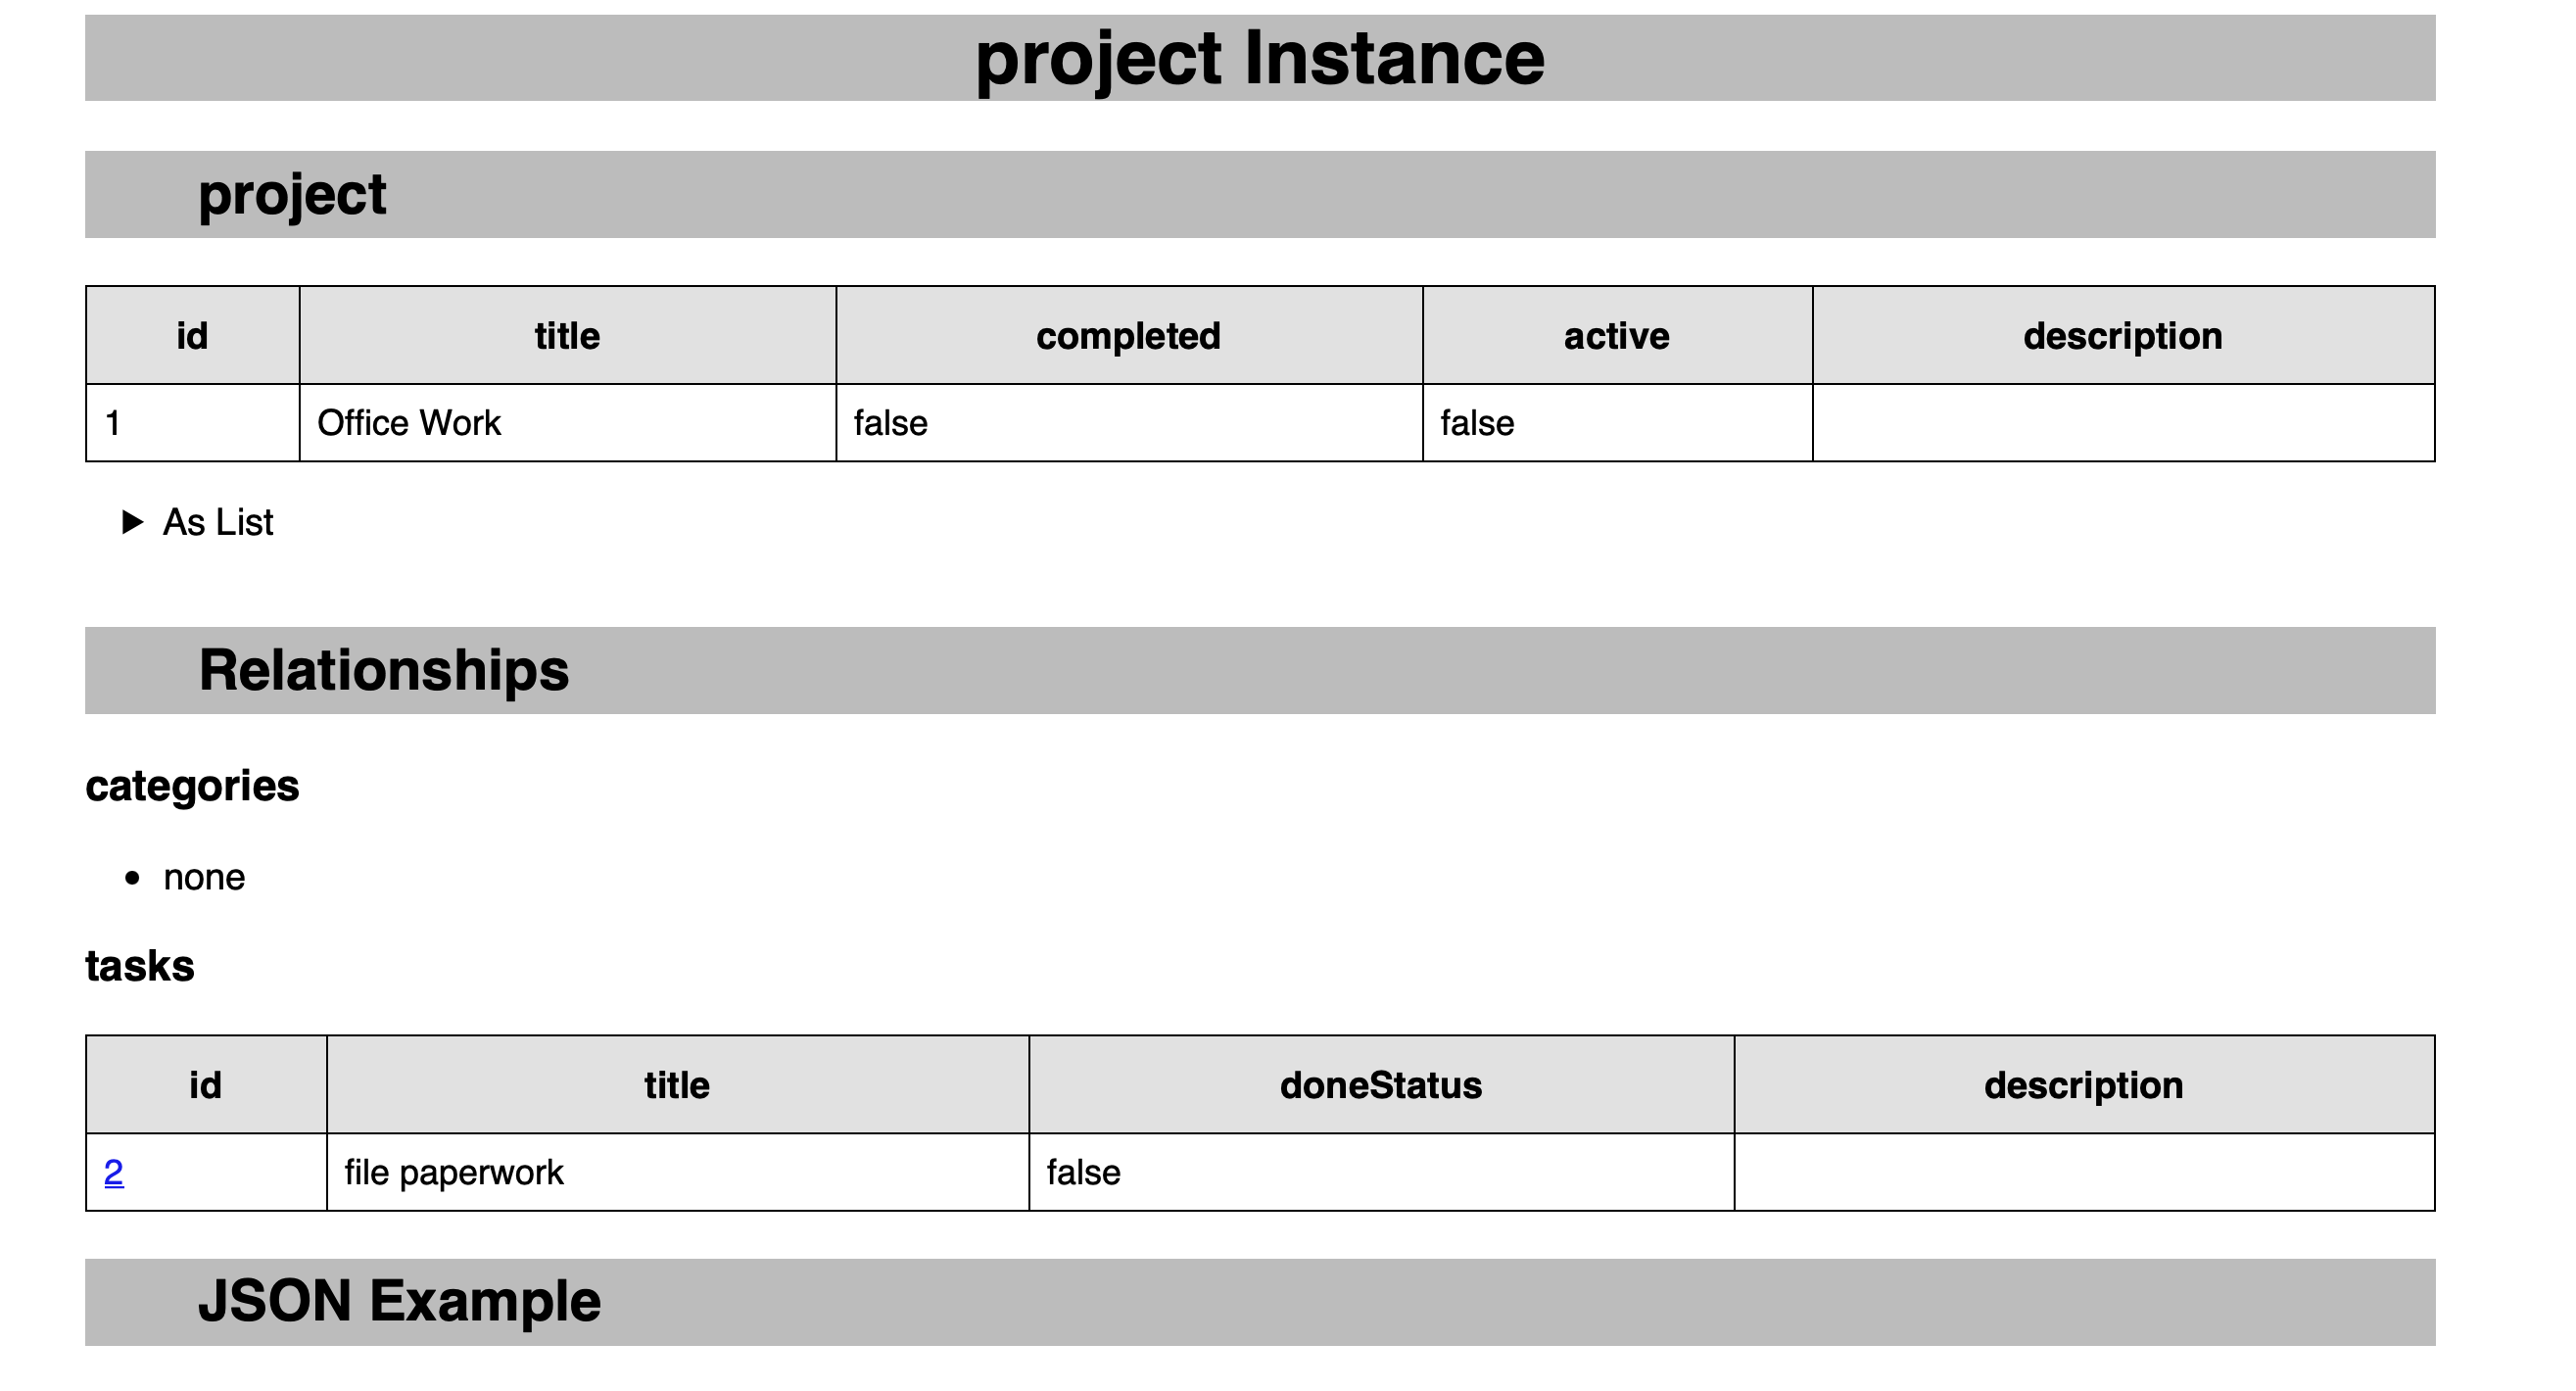 project Instance
project
id title completed active description
1 Office Work false false
▶ As List
Relationships
categories
• none
tasks
id title doneStatus description
2 file paperwork false
JSON Example